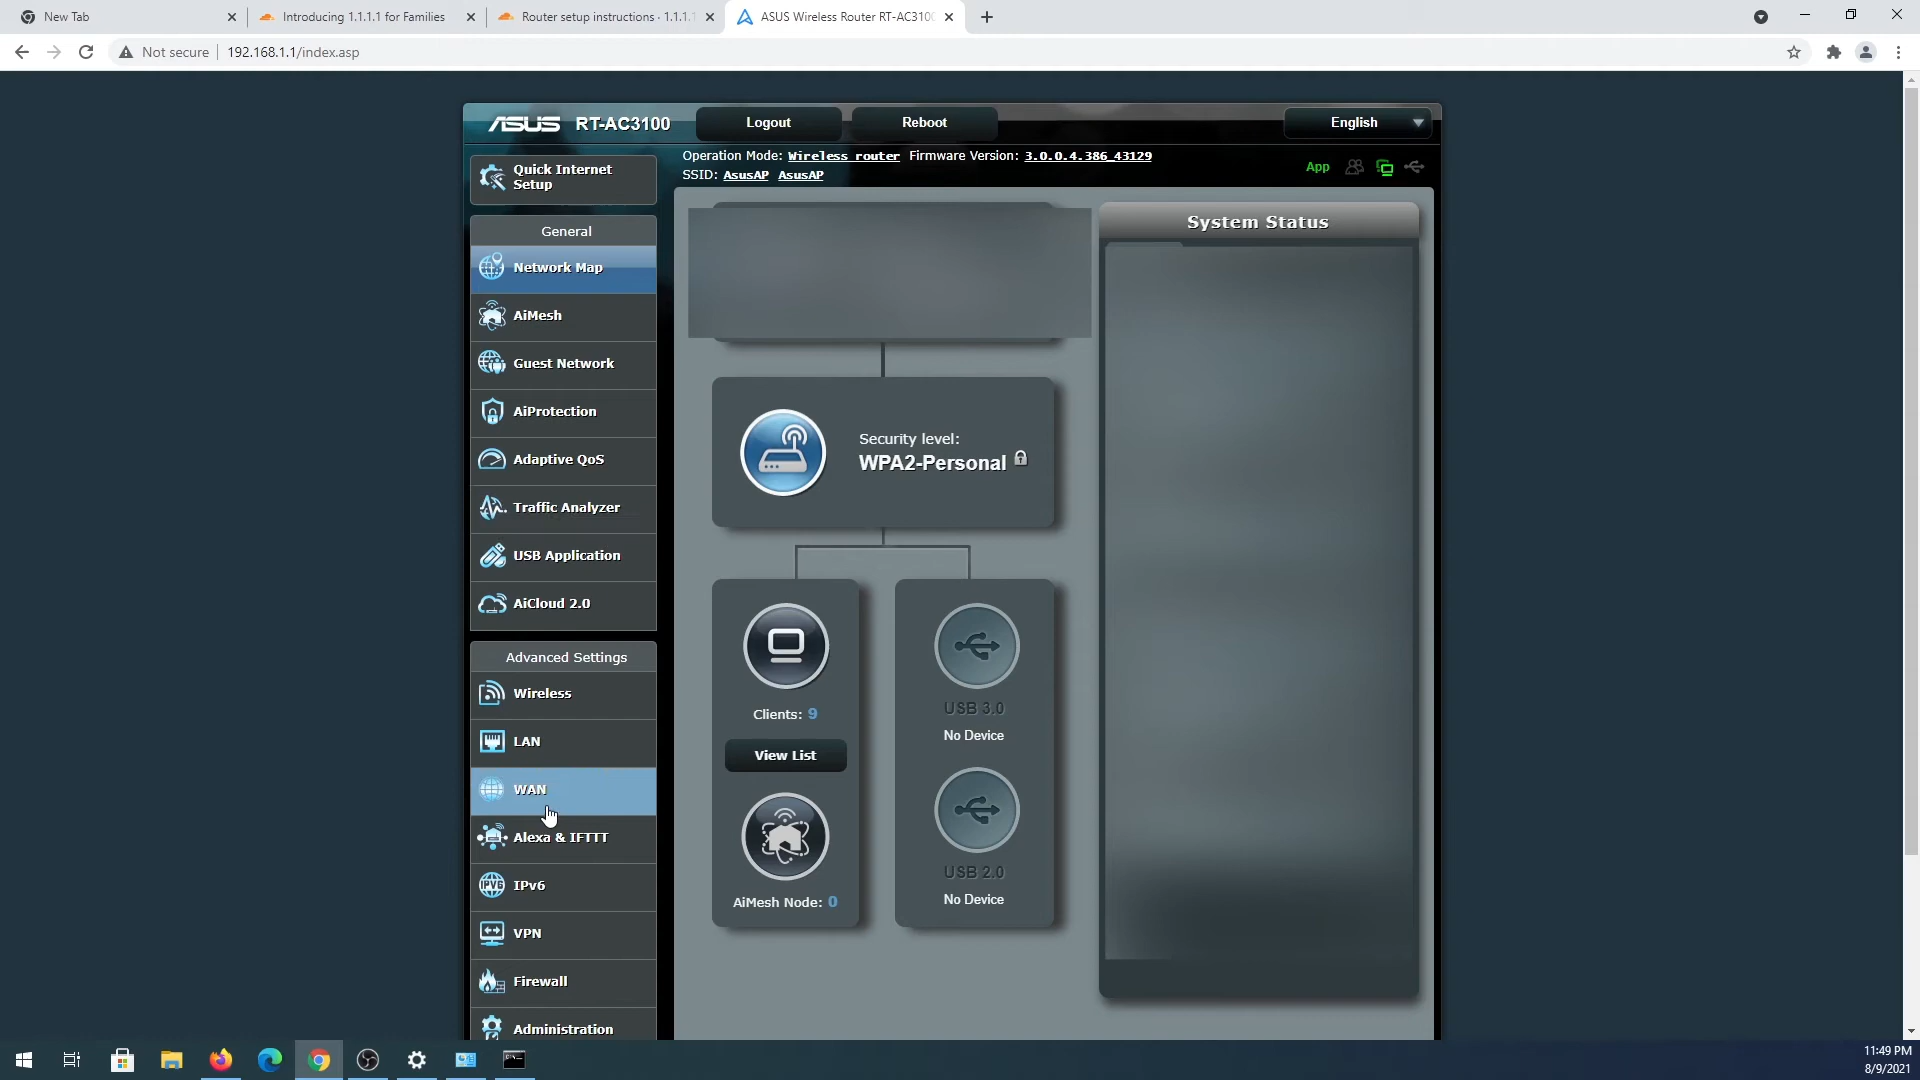 New Tab
Introducing 1.1.1.1 for Families
Router setup instructions · 1.1.1.1
ASUS Wireless Router RT-AC3100
Not secure
192.168.1.1/index.asp
ASUS RT-AC3100
Logout
Reboot
English
Operation Mode: Wireless router Firmware Version: 3.0.0.4.386_43129
SSID: AsusAP AsusAP
App
Quick Internet
Setup
General
Network Map
AiMesh
Guest Network
AiProtection
Adaptive QoS
Traffic Analyzer
USB Application
AiCloud 2.0
Advanced Settings
Wireless
LAN
WAN
Alexa & IFTTT
IPv6
VPN
Firewall
Administration
Security level:
WPA2-Personal
Clients: 9
View List
AiMesh Node: 0
USB 3.0
No Device
USB 2.0
No Device
System Status
11:49 PM
8/9/2021